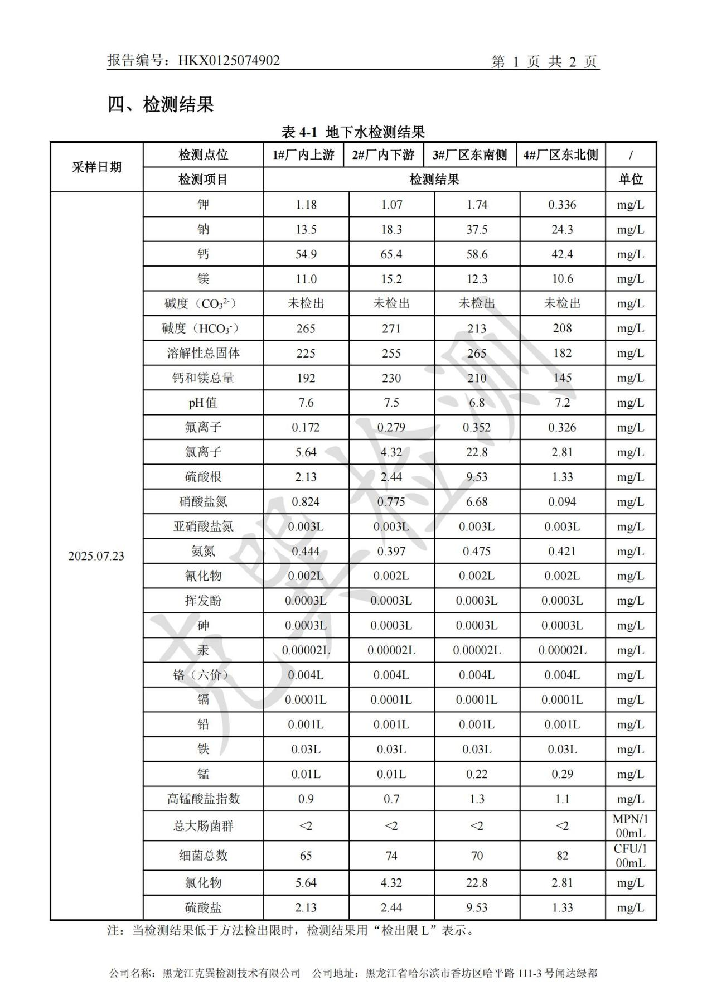 报告编号：HKX0125074902 第 1 页 共 2 页
四、检测结果
表 4-1 地下水检测结果
采样日期 检测点位 1#厂内上游 2#厂内下游 3#厂区东南侧 4#厂区东北侧 /
检测项目 检测结果 单位
2025.07.23
钾 1.18 1.07 1.74 0.336 mg/L
钠 13.5 18.3 37.5 24.3 mg/L
钙 54.9 65.4 58.6 42.4 mg/L
镁 11.0 15.2 12.3 10.6 mg/L
碱度（CO₃²⁻） 未检出 未检出 未检出 未检出 mg/L
碱度（HCO₃⁻） 265 271 213 208 mg/L
溶解性总固体 225 255 265 182 mg/L
钙和镁总量 192 230 210 145 mg/L
pH值 7.6 7.5 6.8 7.2 mg/L
氟离子 0.172 0.279 0.352 0.326 mg/L
氯离子 5.64 4.32 22.8 2.81 mg/L
硫酸根 2.13 2.44 9.53 1.33 mg/L
硝酸盐氮 0.824 0.775 6.68 0.094 mg/L
亚硝酸盐氮 0.003L 0.003L 0.003L 0.003L mg/L
氨氮 0.444 0.397 0.475 0.421 mg/L
氰化物 0.002L 0.002L 0.002L 0.002L mg/L
挥发酚 0.0003L 0.0003L 0.0003L 0.0003L mg/L
砷 0.0003L 0.0003L 0.0003L 0.0003L mg/L
汞 0.00002L 0.00002L 0.00002L 0.00002L mg/L
铬（六价） 0.004L 0.004L 0.004L 0.004L mg/L
镉 0.0001L 0.0001L 0.0001L 0.0001L mg/L
铅 0.001L 0.001L 0.001L 0.001L mg/L
铁 0.03L 0.03L 0.03L 0.03L mg/L
锰 0.01L 0.01L 0.22 0.29 mg/L
高锰酸盐指数 0.9 0.7 1.3 1.1 mg/L
总大肠菌群 <2 <2 <2 <2 MPN/100mL
细菌总数 65 74 70 82 CFU/100mL
氯化物 5.64 4.32 22.8 2.81 mg/L
硫酸盐 2.13 2.44 9.53 1.33 mg/L
注：当检测结果低于方法检出限时，检测结果用“检出限 L”表示。
公司名称：黑龙江克巽检测技术有限公司 公司地址：黑龙江省哈尔滨市香坊区哈平路 111-3 号闻达绿都
克巽检测